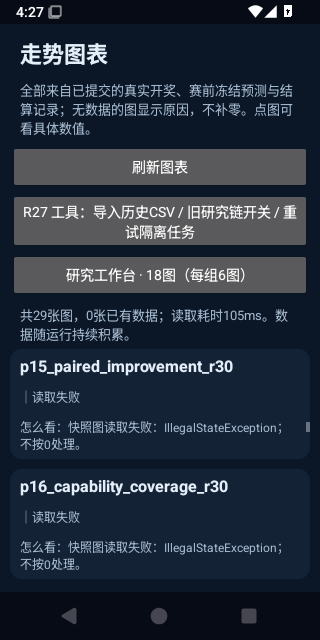 4:27
走势图表
全部来自已提交的真实开奖、赛前冻结预测与结
算记录；无数据的图显示原因，不补零。点图可
看具体数值。
刷新图表
R27 工具：导入历史CSV / 旧研究链开关 / 重
试隔离任务
研究工作台 · 18图（每组6图）
共29张图，0张已有数据；读取耗时105ms。数
据随运行持续积累。
p15_paired_improvement_r30
｜读取失败
怎么看：快照图读取失败：IllegalStateException；
不按0处理。
p16_capability_coverage_r30
｜读取失败
怎么看：快照图读取失败：IllegalStateException；
不按0处理。